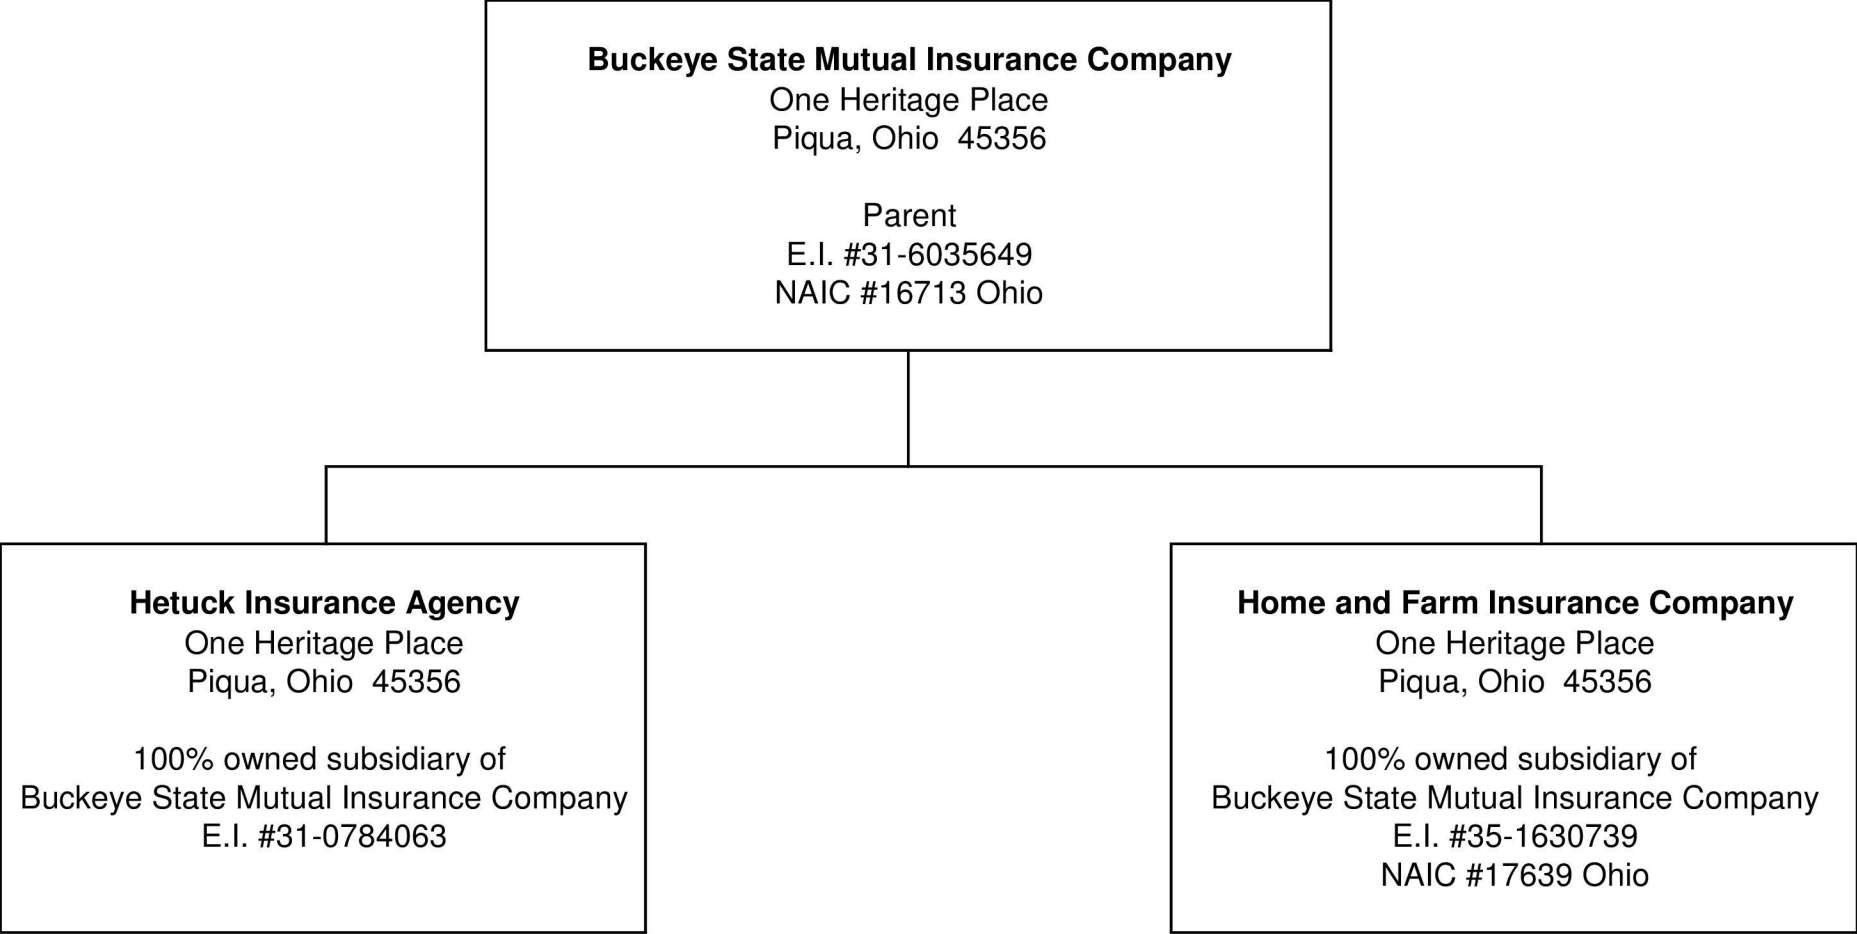 Buckeye State Mutual Insurance Company
One Heritage Place
Piqua, Ohio  45356
Parent
E.I. #31-6035649
NAIC #16713 Ohio
Hetuck Insurance Agency
One Heritage Place
Piqua, Ohio  45356
100% owned subsidiary of
Buckeye State Mutual Insurance Company
E.I. #31-0784063
Home and Farm Insurance Company
One Heritage Place
Piqua, Ohio  45356
100% owned subsidiary of
Buckeye State Mutual Insurance Company
E.I. #35-1630739
NAIC #17639 Ohio